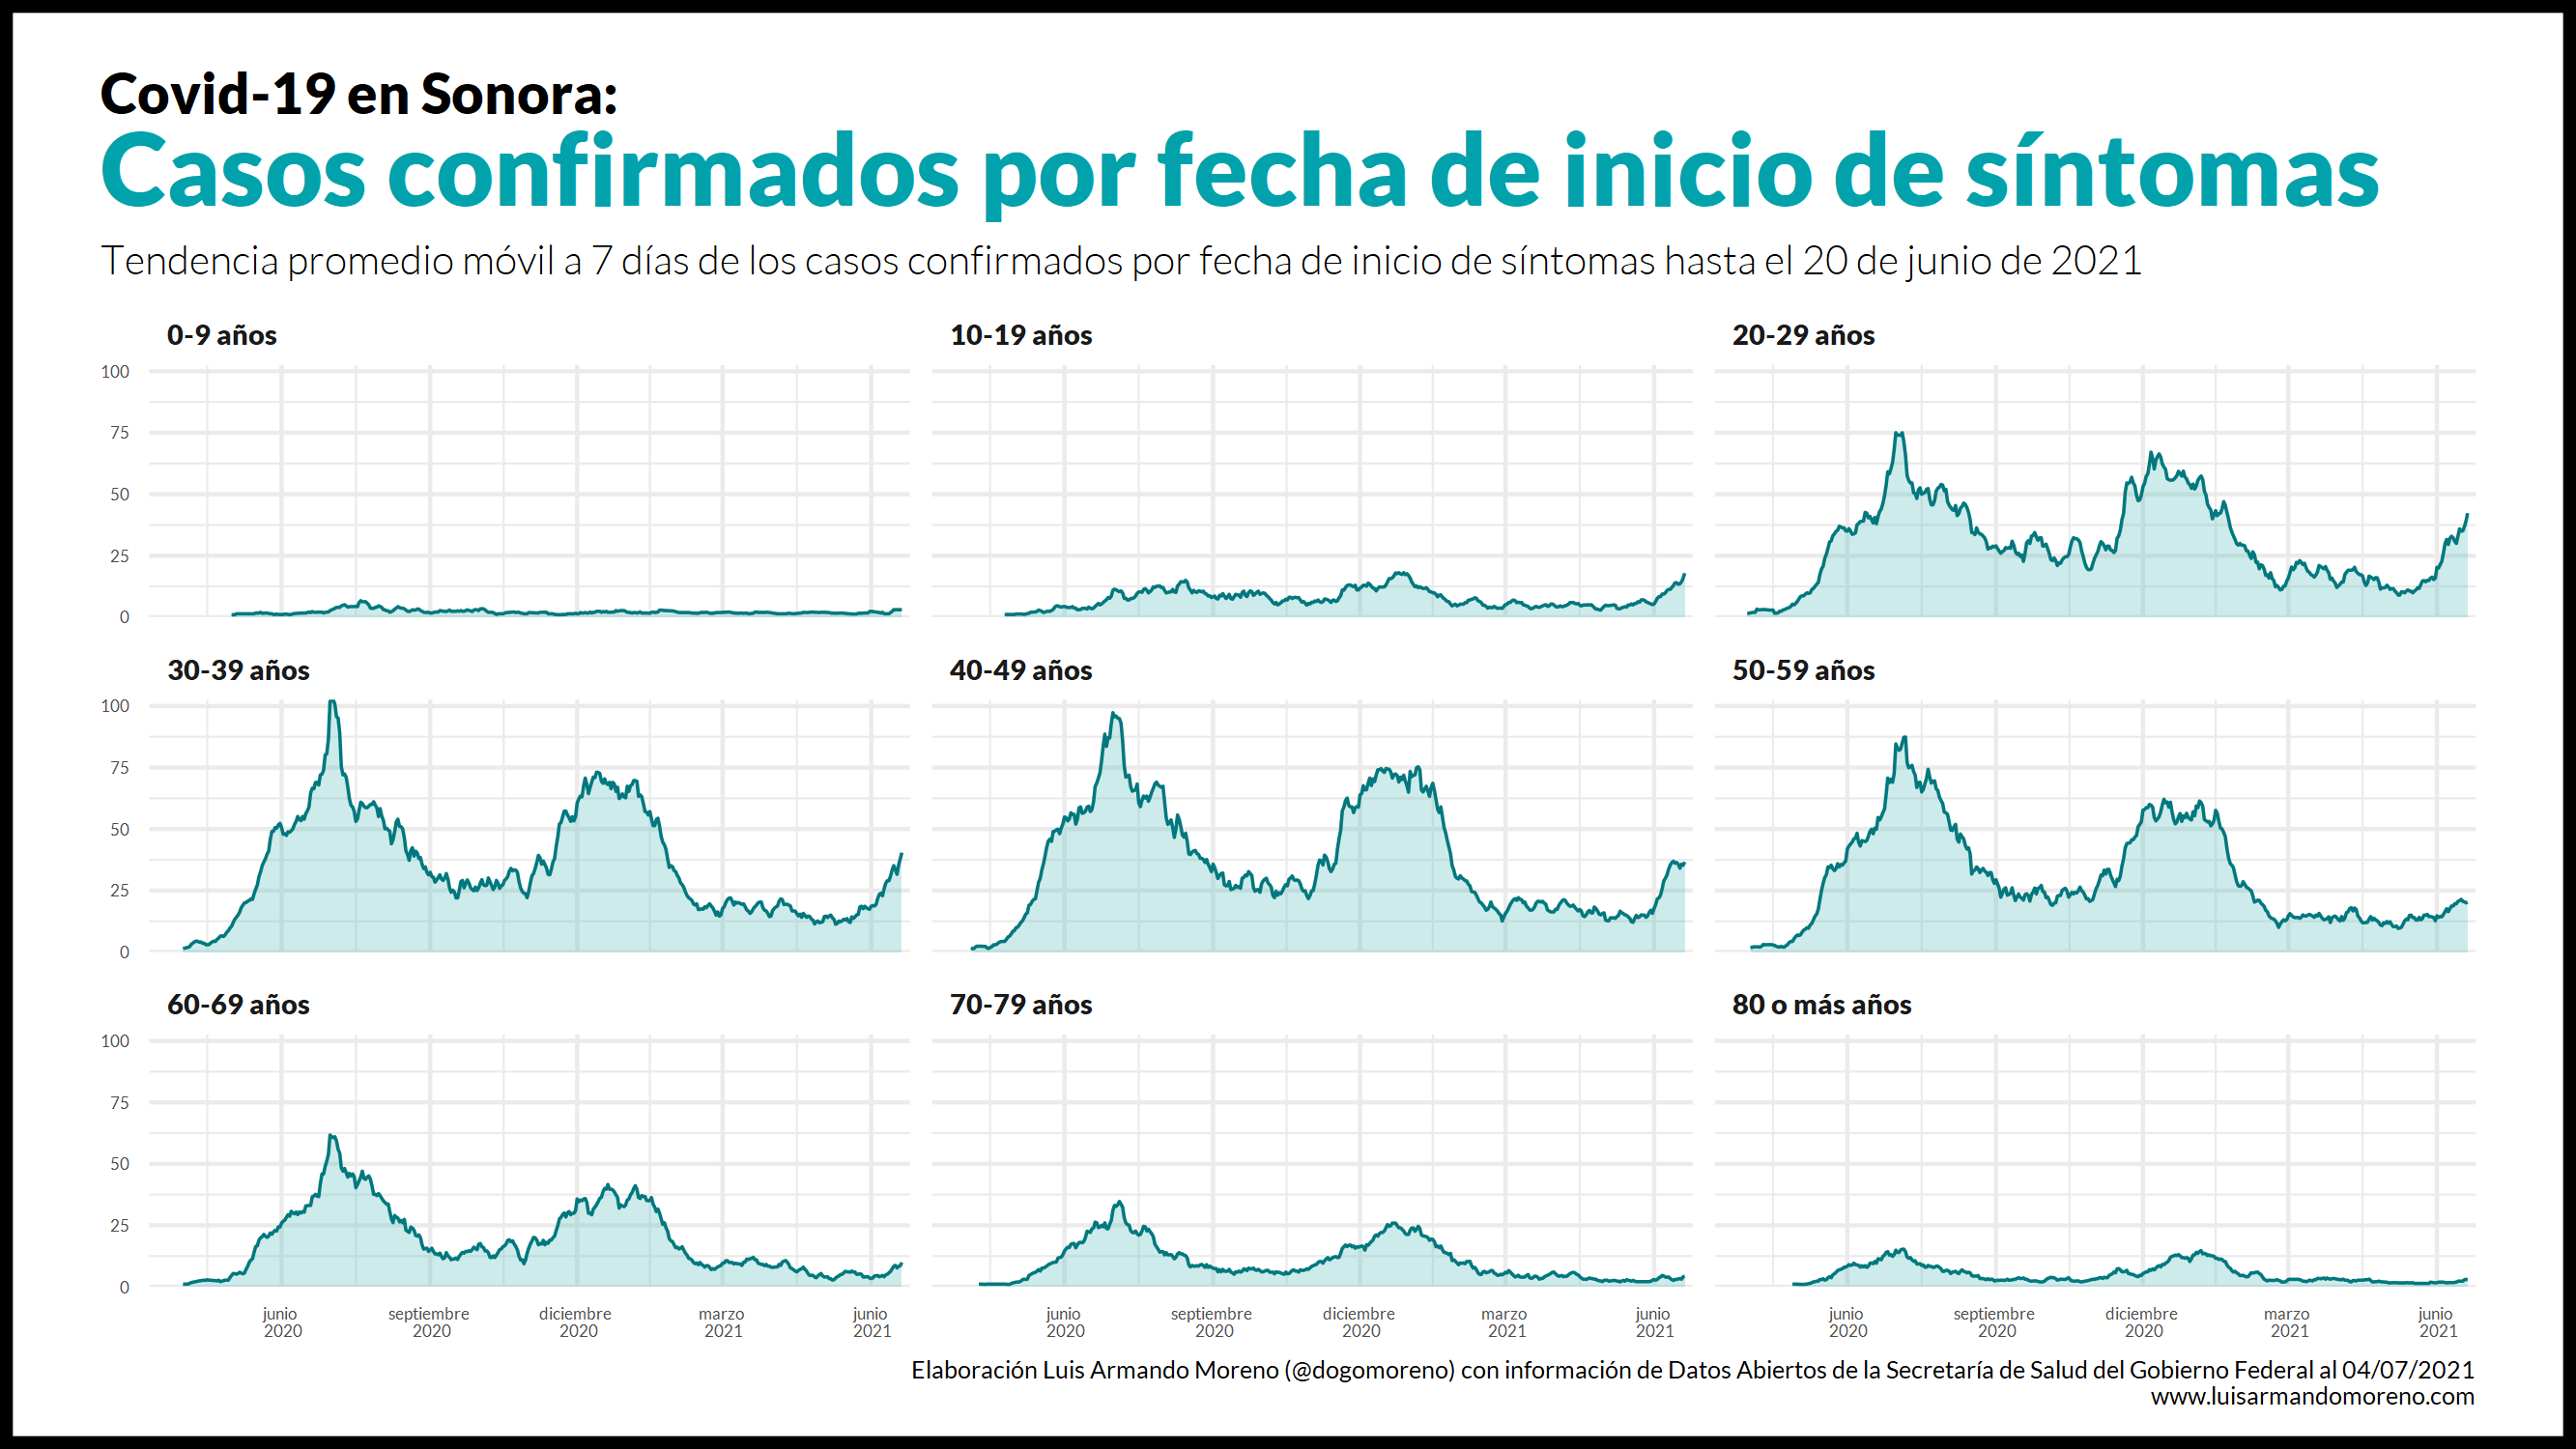 Covid-19 en Sonora:
Casos confirmados por fecha de inicio de síntomas
Tendencia promedio móvil a 7 días de los casos confirmados por fecha de inicio de síntomas hasta el 20 de junio de 2021
0-9 años
10-19 años
20-29 años
100
75
50
25
0
30-39 años
40-49 años
50-59 años
100
75
50
25
0
60-69 años
70-79 años
80 o más años
100
75
50
25
0
junio septiembre diciembre marzo junio
2020 2020 2020 2021 2021
junio septiembre diciembre marzo junio
2020 2020 2020 2021 2021
junio septiembre diciembre marzo junio
2020 2020 2020 2021 2021
Elaboración Luis Armando Moreno (@dogomoreno) con información de Datos Abiertos de la Secretaría de Salud del Gobierno Federal al 04/07/2021
www.luisarmandomoreno.com